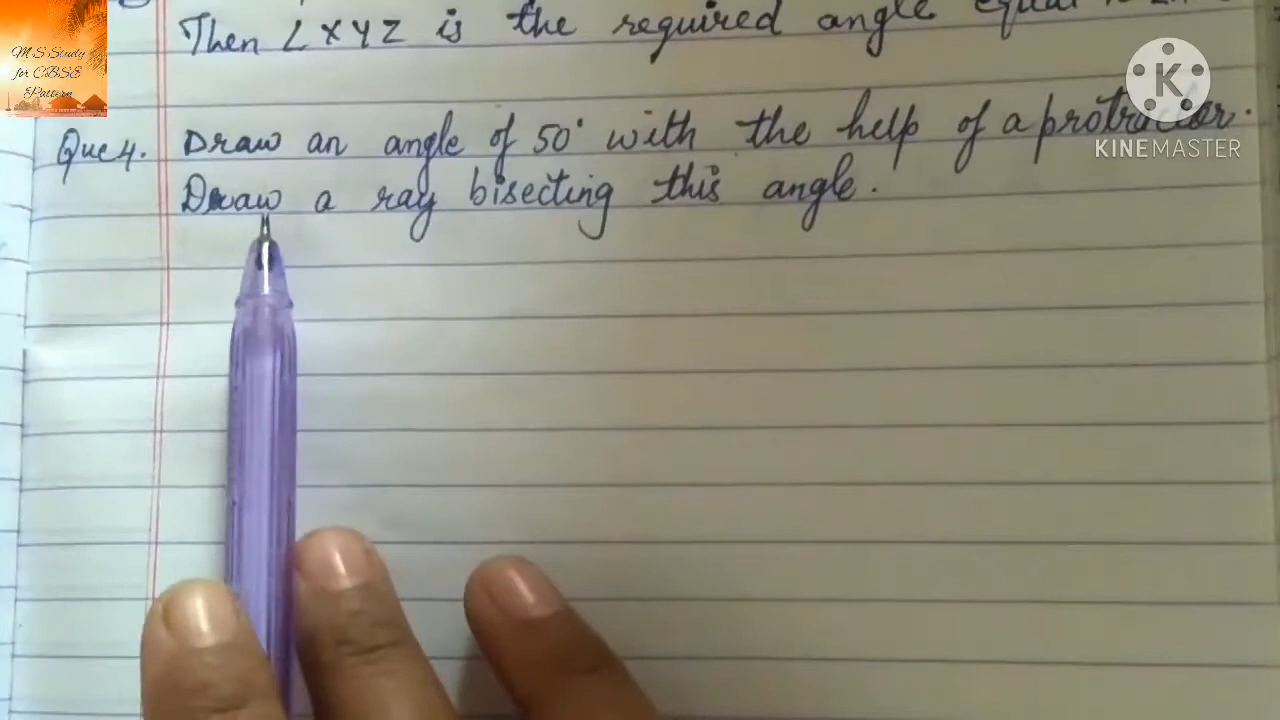 M.S Study
for CBSE
Pattern
Then ∠XYZ is the required angle equal
K
KINEMASTER
Que 4. Draw an angle of 50° with the help of a protractor.
Draw a ray bisecting this angle.